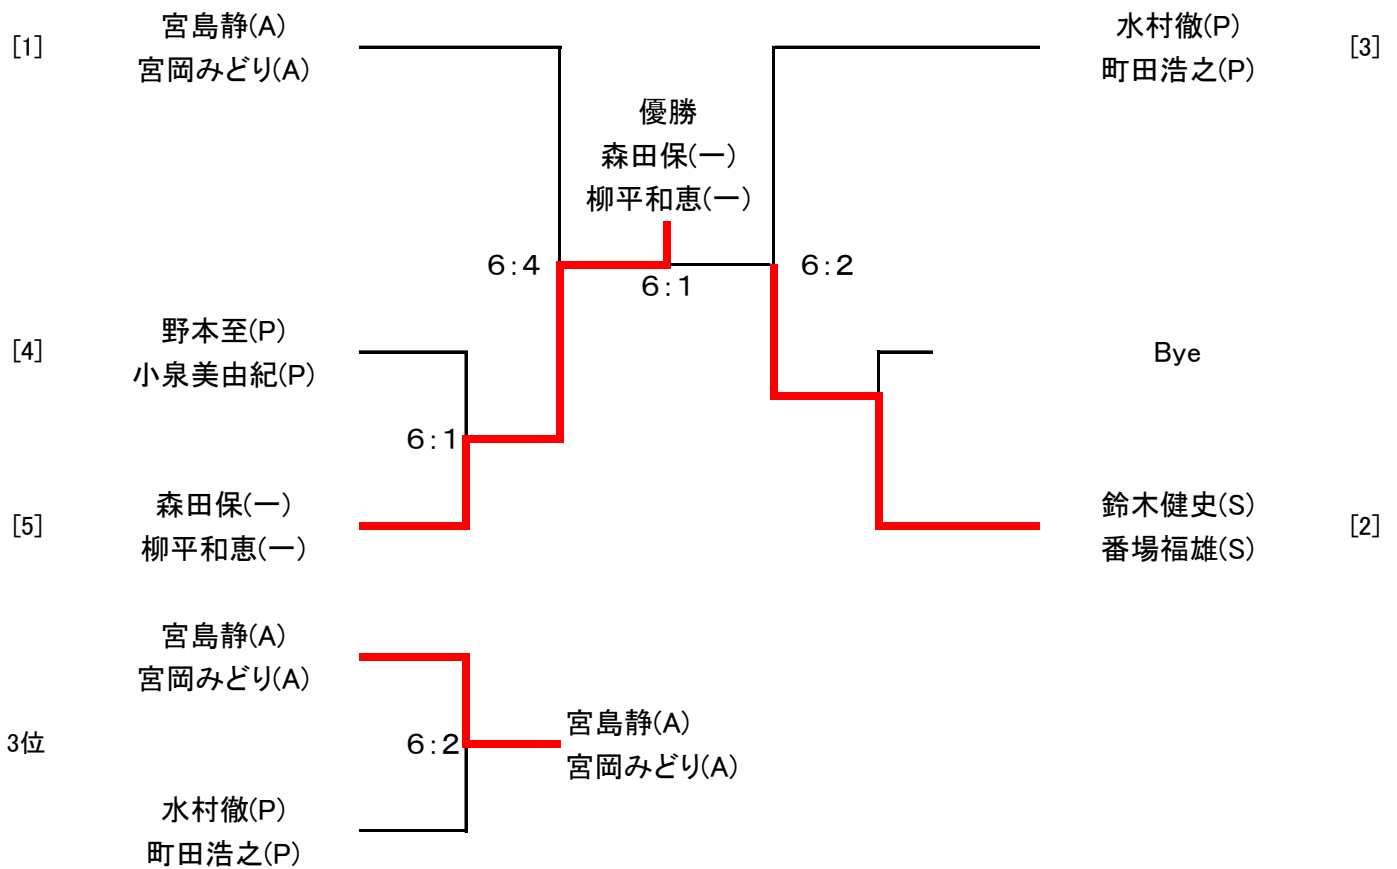 [1]
宮島静(A)
宮岡みどり(A)
水村徹(P)
町田浩之(P)
[3]
優勝
森田保(一)
柳平和恵(一)
6:4
6:1
6:2
[4]
野本至(P)
小泉美由紀(P)
Bye
6:1
[5]
森田保(一)
柳平和恵(一)
鈴木健史(S)
番場福雄(S)
[2]
宮島静(A)
宮岡みどり(A)
3位
6:2
宮島静(A)
宮岡みどり(A)
水村徹(P)
町田浩之(P)